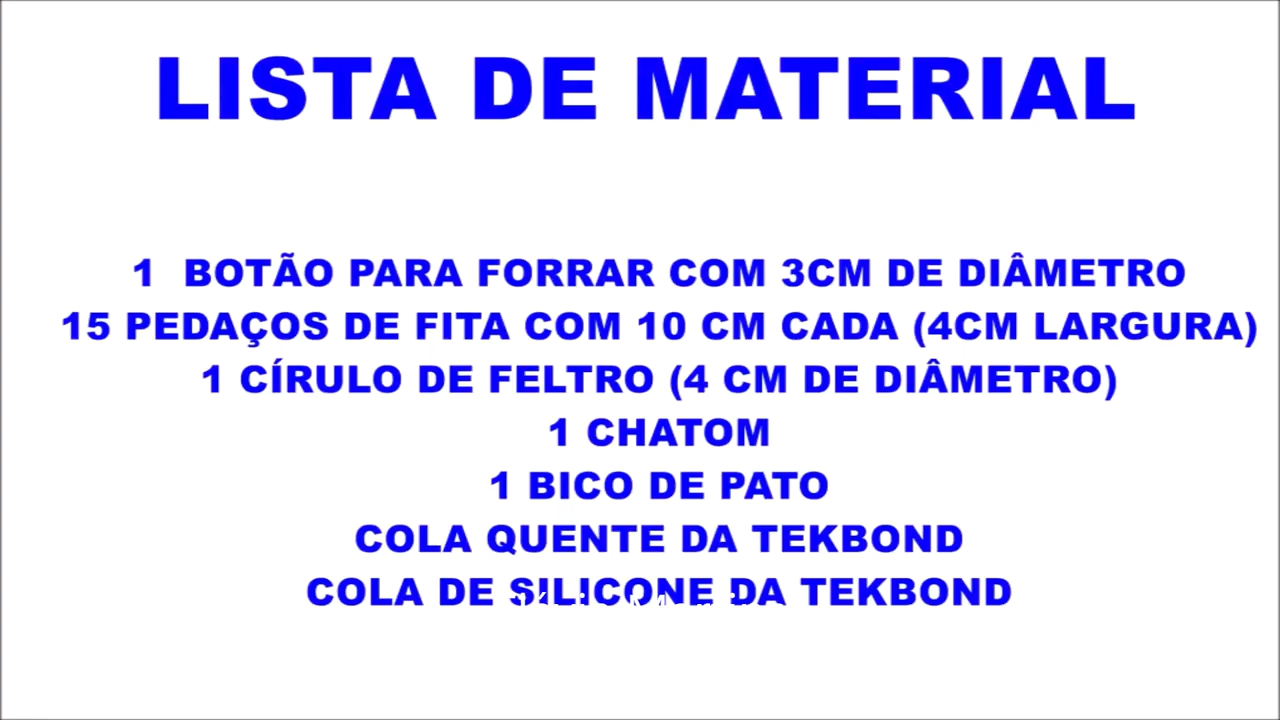 LISTA DE MATERIAL
1 BOTÃO PARA FORRAR COM 3CM DE DIÂMETRO
15 PEDAÇOS DE FITA COM 10 CM CADA (4CM LARGURA)
1 CÍRULO DE FELTRO (4 CM DE DIÂMETRO)
1 CHATOM
1 BICO DE PATO
COLA QUENTE DA TEKBOND
COLA DE SILICONE DA TEKBOND